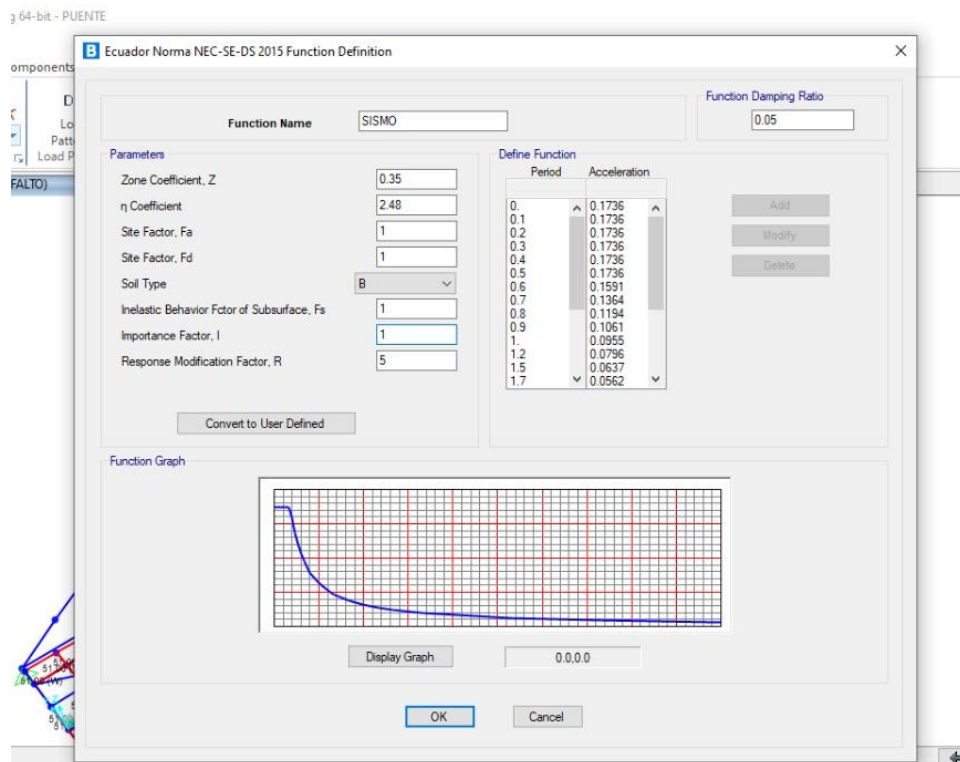 g 64-bit - PUENTE
B Ecuador Norma NEC-SE-DS 2015 Function Definition
omponents
D
Lo
Patt
Load P
FALTO)
Function Name SISMO
Function Damping Ratio
0.05
Parameters
Zone Coefficient, Z 0.35
η Coefficient 2.48
Site Factor, Fa 1
Site Factor, Fd 1
Soil Type B
Inelastic Behavior Fctor of Subsurface, Fs 1
Importance Factor, I 1
Response Modification Factor, R 5
Convert to User Defined
Define Function
Period Acceleration
0. 0.1736
0.1 0.1736
0.2 0.1736
0.3 0.1736
0.4 0.1736
0.5 0.1736
0.6 0.1591
0.7 0.1364
0.8 0.1194
0.9 0.1061
1. 0.0955
1.2 0.0796
1.5 0.0637
1.7 0.0562
Add
Modify
Delete
Function Graph
Display Graph 0.0,0.0
OK Cancel